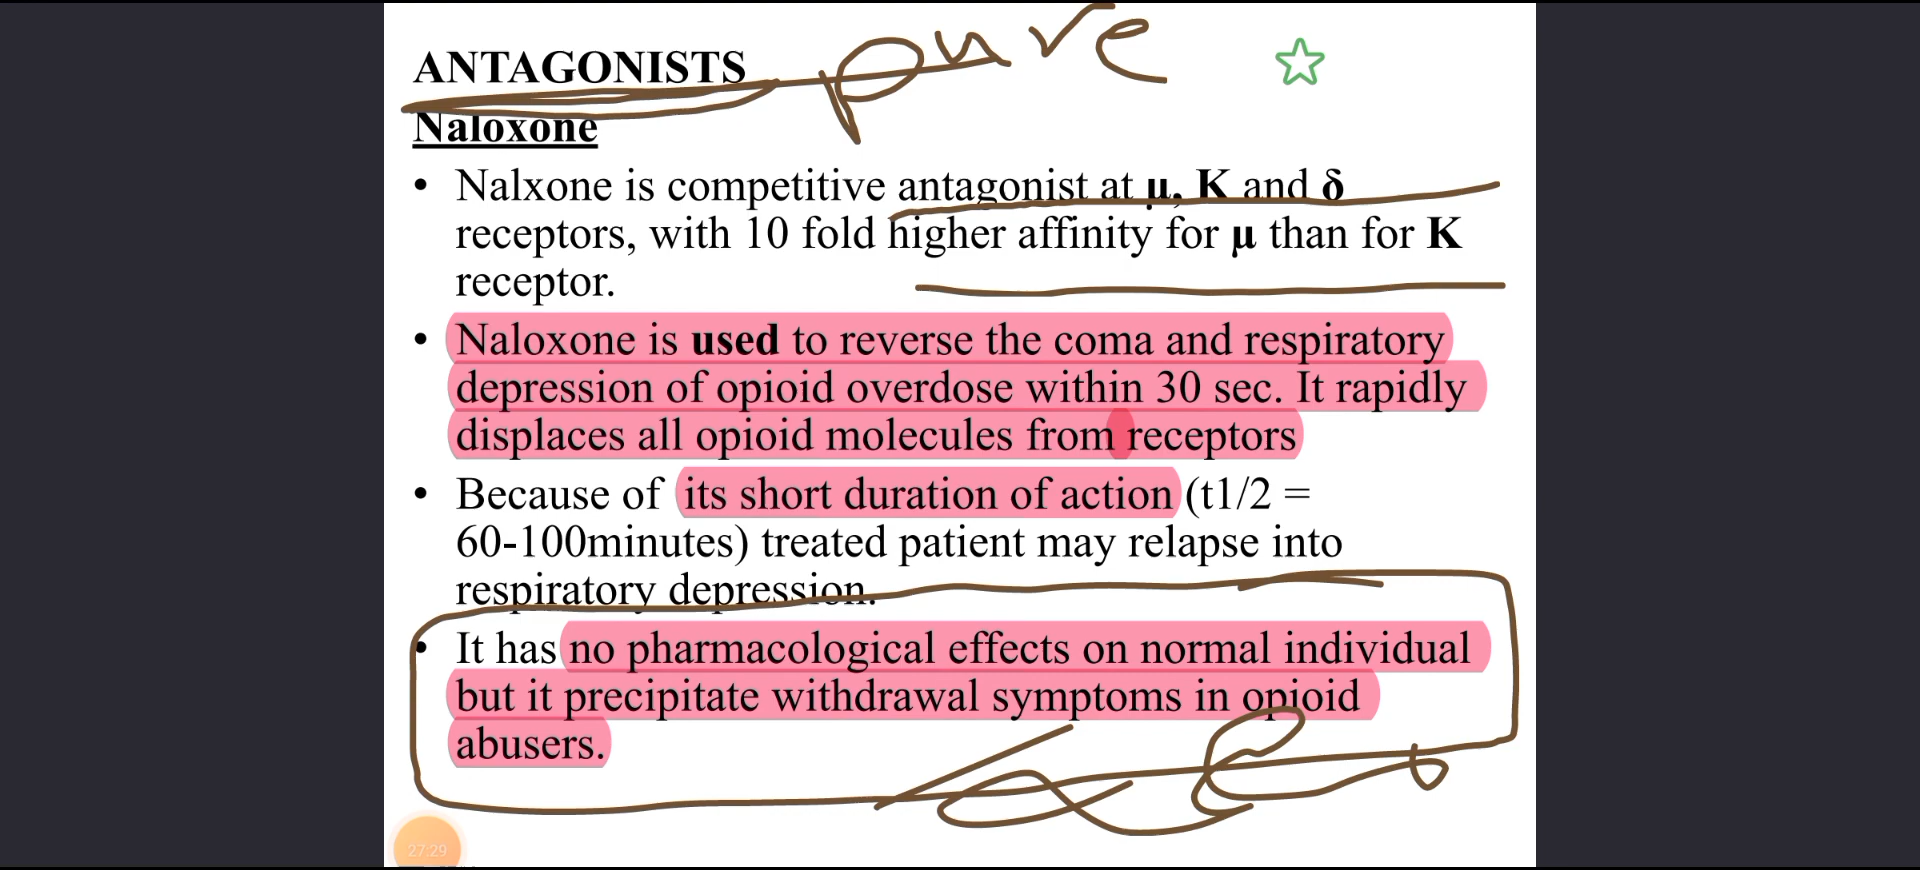 ANTAGONISTS pure
Naloxone
• Nalxone is competitive antagonist at μ, K and δ
receptors, with 10 fold higher affinity for μ than for K
receptor.
• Naloxone is used to reverse the coma and respiratory
depression of opioid overdose within 30 sec. It rapidly
displaces all opioid molecules from receptors
• Because of its short duration of action (t1/2 =
60-100minutes) treated patient may relapse into
respiratory depression.
• It has no pharmacological effects on normal individual
but it precipitate withdrawal symptoms in opioid
abusers.
27:29